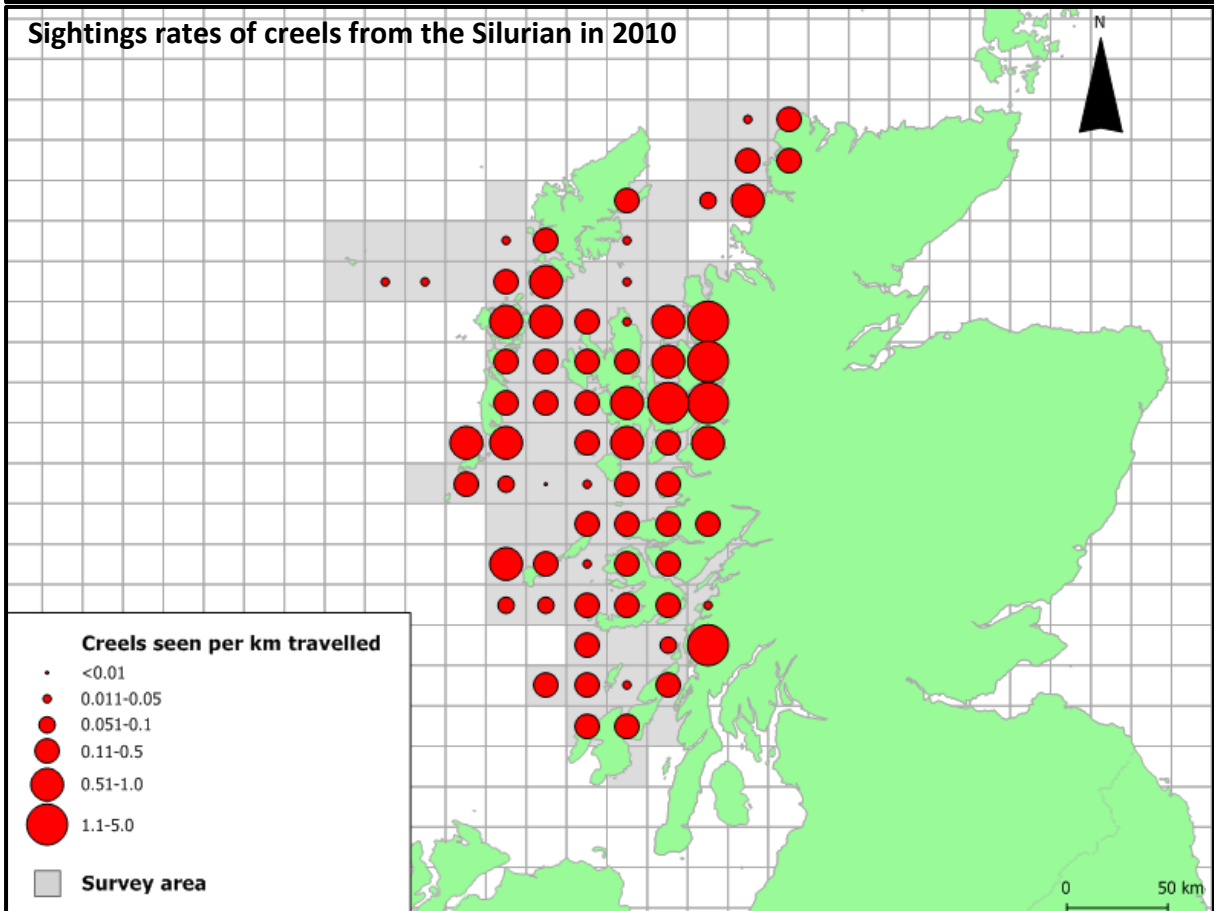 Sightings rates of creels from the Silurian in 2010
N
Creels seen per km travelled
<0.01
0.011-0.05
0.051-0.1
0.11-0.5
0.51-1.0
1.1-5.0
Survey area
0 50 km